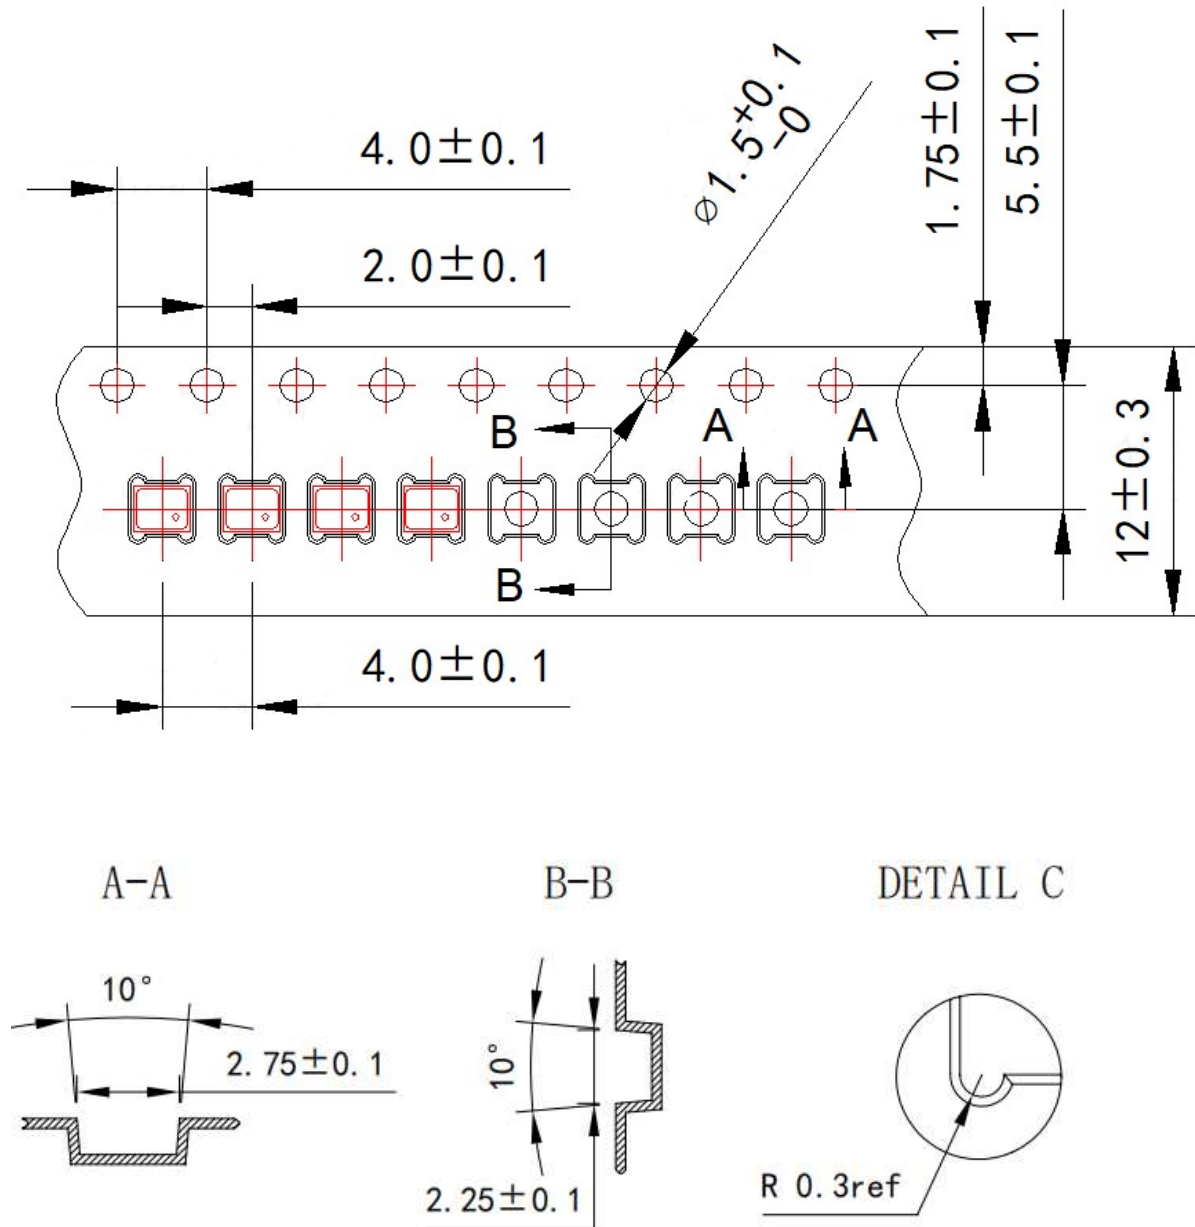 4.0±0.1
2.0±0.1
⌀1.5+0.1
-0
1.75±0.1
5.5±0.1
12±0.3
B
A
A
B
4.0±0.1
A-A
B-B
DETAIL C
10°
2.75±0.1
10°
2.25±0.1
R 0.3ref